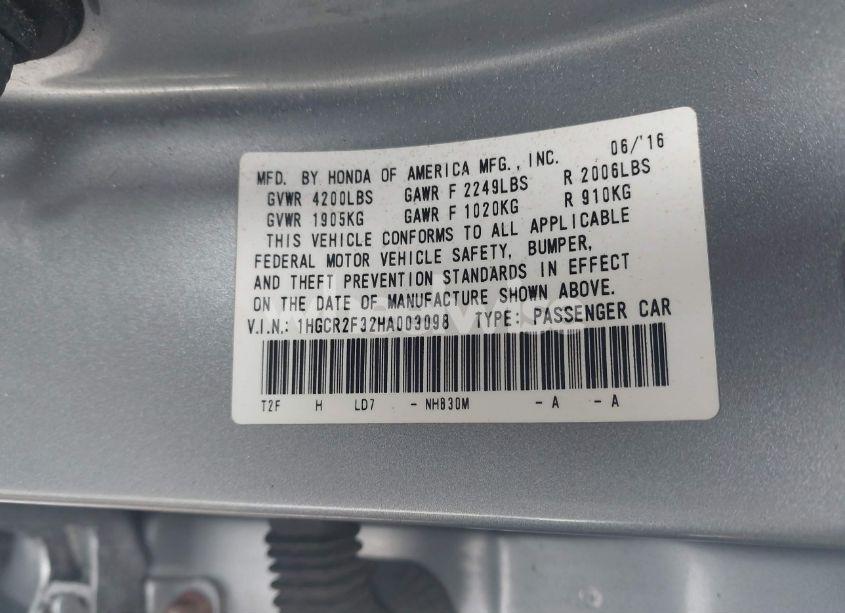 06/'16
MFD. BY HONDA OF AMERICA MFG., INC.
GVWR 4200LBS GAWR F 2249LBS R 2006LBS
GVWR 1905KG GAWR F 1020KG R 910KG
THIS VEHICLE CONFORMS TO ALL APPLICABLE
FEDERAL MOTOR VEHICLE SAFETY, BUMPER,
AND THEFT PREVENTION STANDARDS IN EFFECT
ON THE DATE OF MANUFACTURE SHOWN ABOVE.
V.I.N.: 1HGCR2F32HA003098 TYPE: PASSENGER CAR
T2F H LD7 - NH830M - A - A